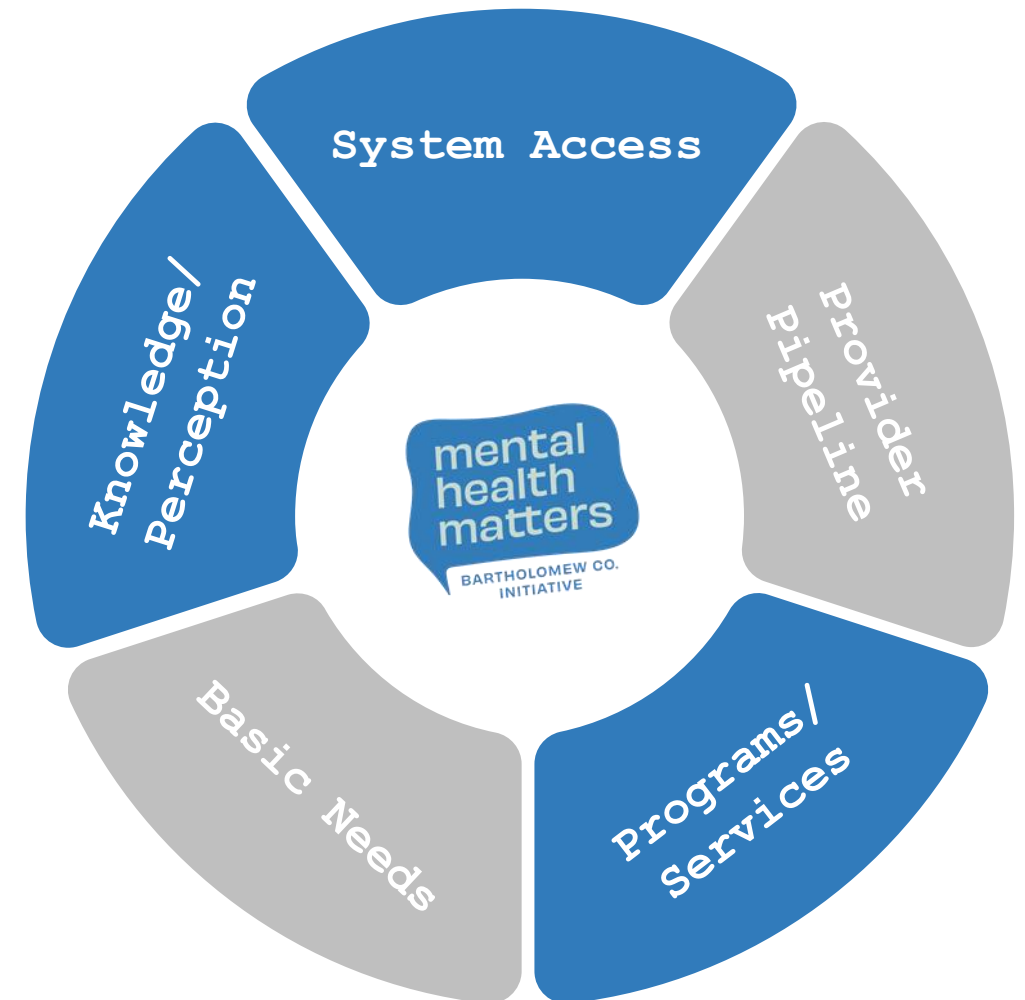 System Access
Provider
Pipeline
Programs/
Services
Basic Needs
Knowledge/
Perception
mental
health
matters
BARTHOLOMEW CO.
INITIATIVE